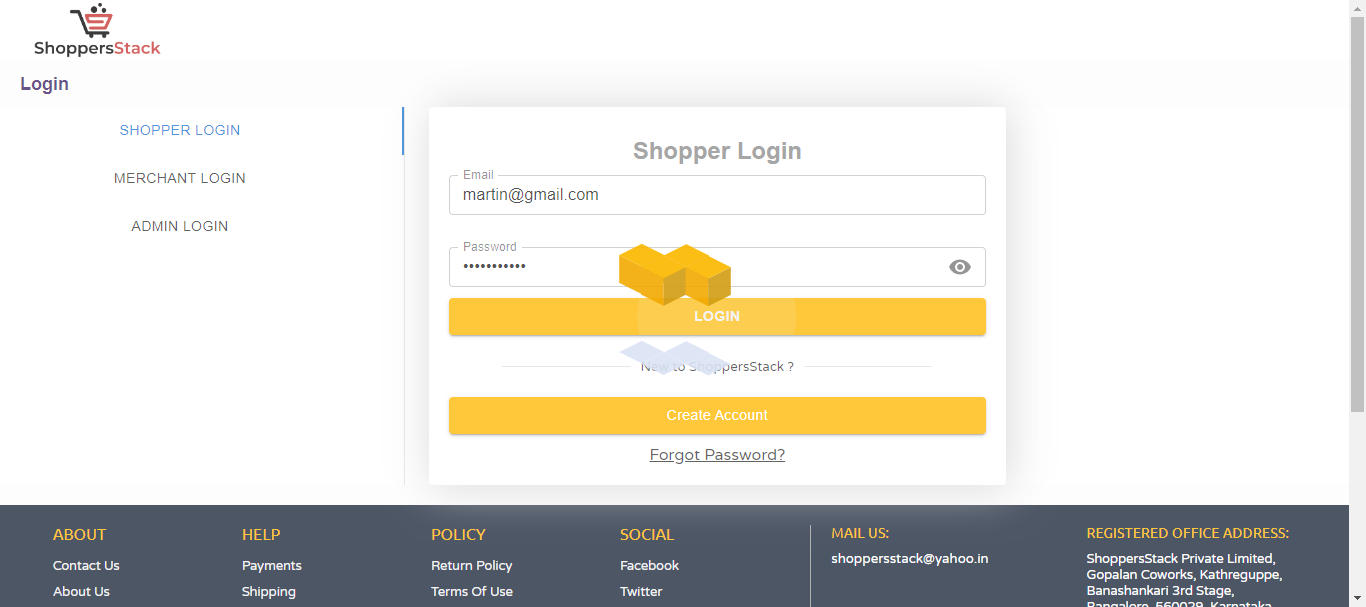 ShoppersStack
Login
SHOPPER LOGIN
MERCHANT LOGIN
ADMIN LOGIN
Shopper Login
Email
martin@gmail.com
Password
•••••••••••
LOGIN
New to ShoppersStack ?
Create Account
Forgot Password?
ABOUT
Contact Us
About Us
HELP
Payments
Shipping
POLICY
Return Policy
Terms Of Use
SOCIAL
Facebook
Twitter
MAIL US:
shoppersstack@yahoo.in
REGISTERED OFFICE ADDRESS:
ShoppersStack Private Limited,
Gopalan Coworks, Kathreguppe,
Banashankari 3rd Stage,
Bangalore, 560029, Karnataka